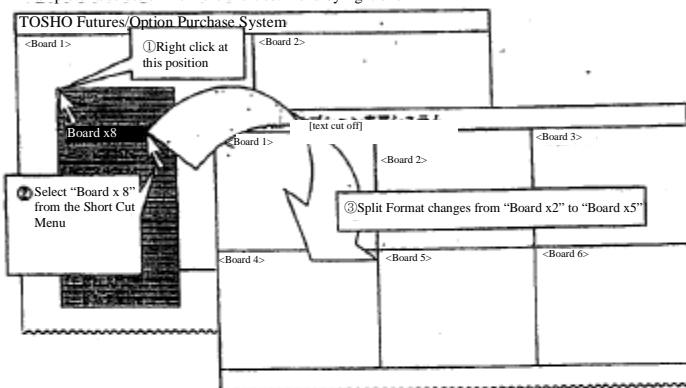 TOSHO Futures/Option Purchase System
<Board 1>
①Right click at
this position
<Board 2>
Board x8
[text cut off]
<Board 1>
<Board 2>
<Board 3>
②Select “Board x 8”
from the Short Cut
Menu
③Split Format changes from “Board x2” to “Board x5”
<Board 4>
<Board 5>
<Board 6>